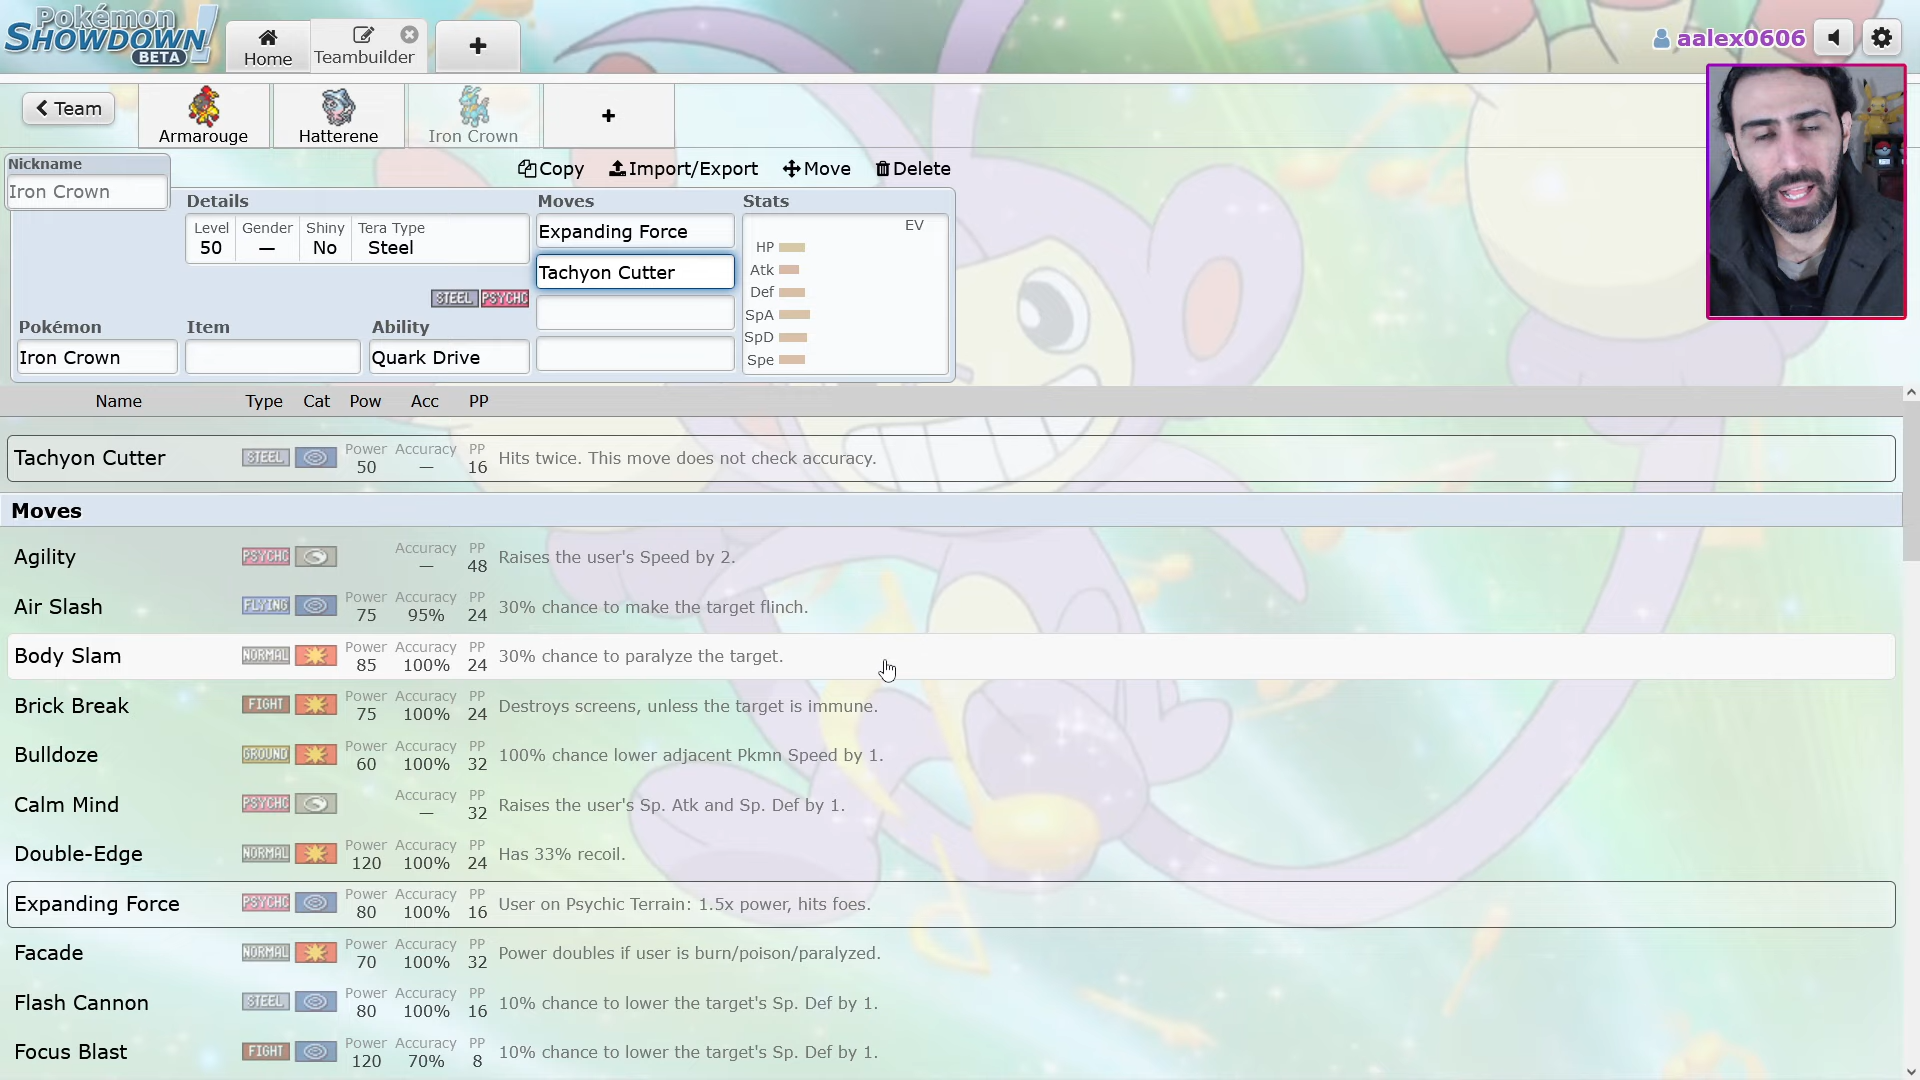 Pokémon
SHOWDOWN!
BETA
Home
Teambuilder
aalex0606
Team
Armarouge
Hatterene
Iron Crown
Nickname
Iron Crown
Copy
Import/Export
Move
Delete
Details
Level
50
Gender
—
Shiny
No
Tera Type
Steel
STEEL
PSYCHC
Pokémon
Iron Crown
Item
Ability
Quark Drive
Moves
Expanding Force
Tachyon Cutter
Stats
EV
HP
Atk
Def
SpA
SpD
Spe
Name Type Cat Pow Acc PP
Tachyon Cutter STEEL Power 50 Accuracy — PP 16 Hits twice. This move does not check accuracy.
Moves
Agility PSYCHC Accuracy — PP 48 Raises the user's Speed by 2.
Air Slash FLYING Power 75 Accuracy 95% PP 24 30% chance to make the target flinch.
Body Slam NORMAL Power 85 Accuracy 100% PP 24 30% chance to paralyze the target.
Brick Break FIGHT Power 75 Accuracy 100% PP 24 Destroys screens, unless the target is immune.
Bulldoze GROUND Power 60 Accuracy 100% PP 32 100% chance lower adjacent Pkmn Speed by 1.
Calm Mind PSYCHC Accuracy — PP 32 Raises the user's Sp. Atk and Sp. Def by 1.
Double-Edge NORMAL Power 120 Accuracy 100% PP 24 Has 33% recoil.
Expanding Force PSYCHC Power 80 Accuracy 100% PP 16 User on Psychic Terrain: 1.5x power, hits foes.
Facade NORMAL Power 70 Accuracy 100% PP 32 Power doubles if user is burn/poison/paralyzed.
Flash Cannon STEEL Power 80 Accuracy 100% PP 16 10% chance to lower the target's Sp. Def by 1.
Focus Blast FIGHT Power 120 Accuracy 70% PP 8 10% chance to lower the target's Sp. Def by 1.